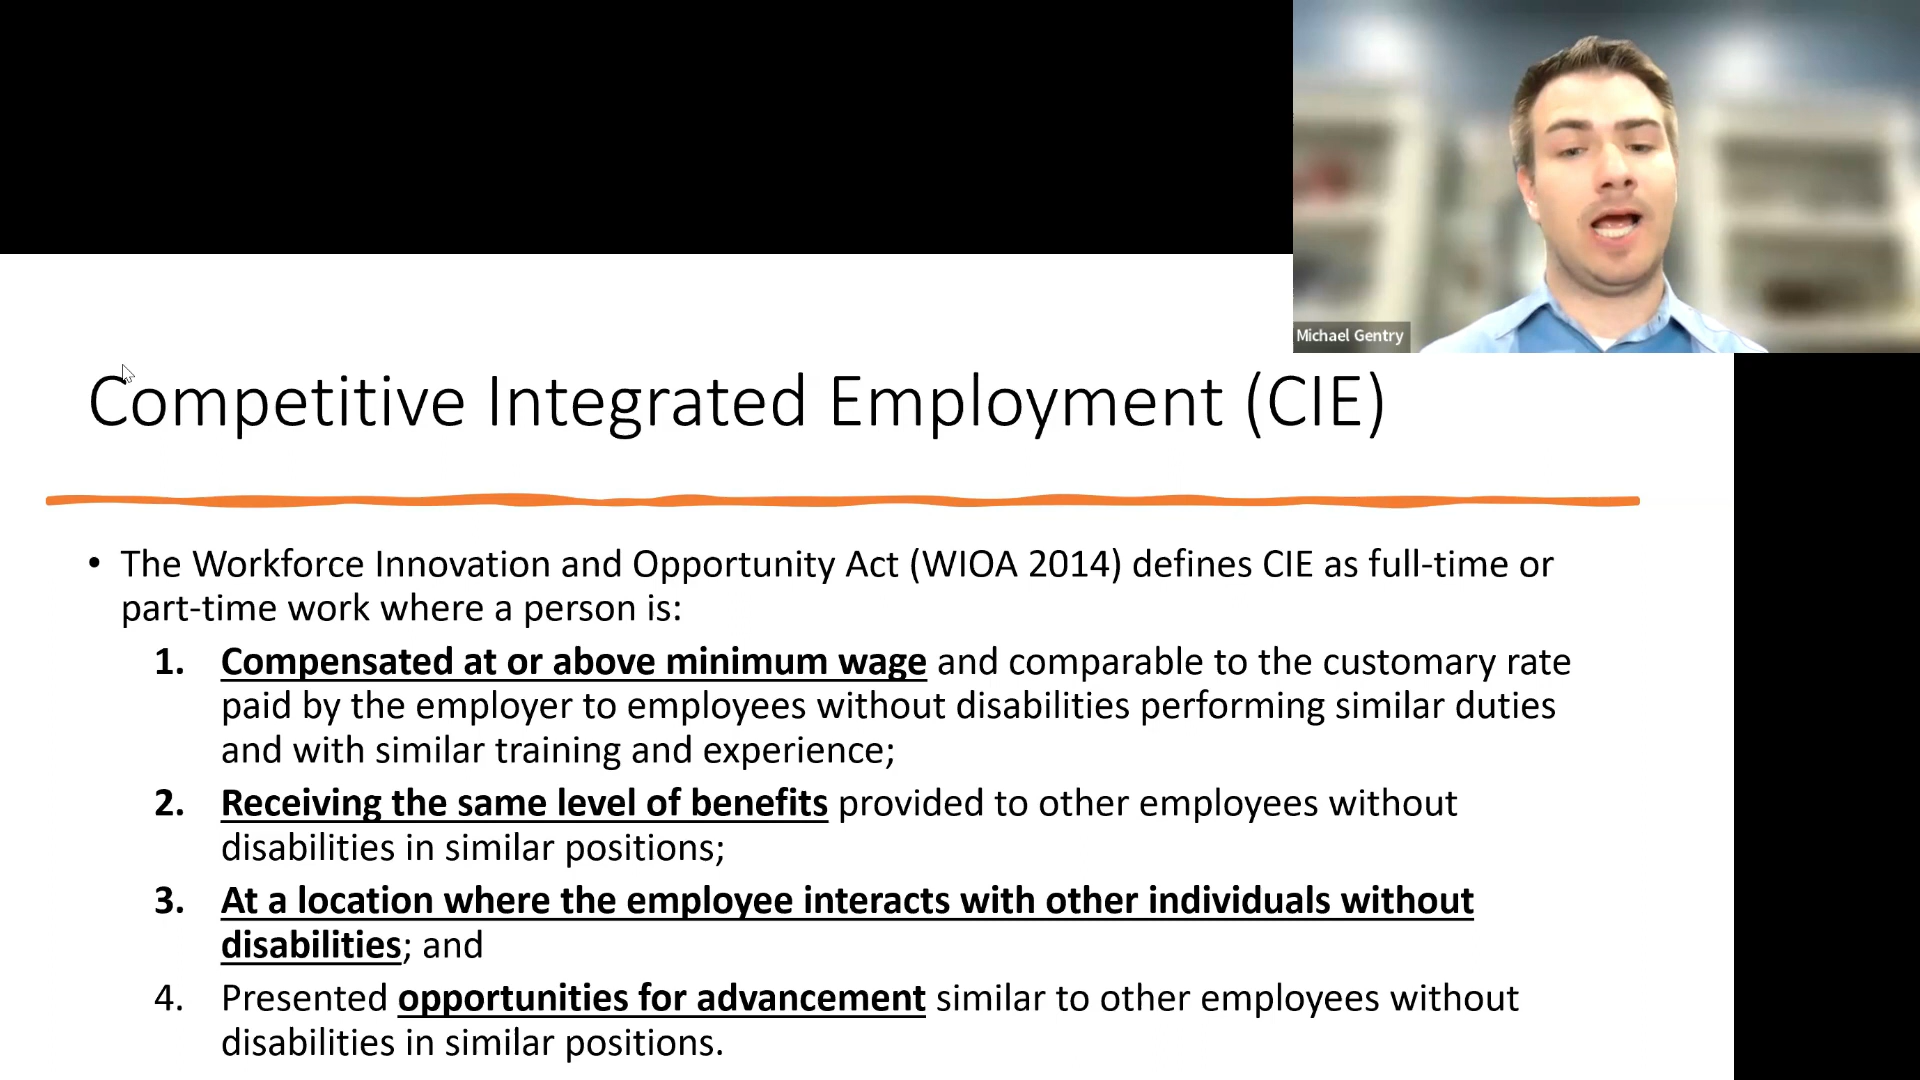 Michael Gentry
Competitive Integrated Employment (CIE)
• The Workforce Innovation and Opportunity Act (WIOA 2014) defines CIE as full-time or
part-time work where a person is:
1. Compensated at or above minimum wage and comparable to the customary rate
paid by the employer to employees without disabilities performing similar duties
and with similar training and experience;
2. Receiving the same level of benefits provided to other employees without
disabilities in similar positions;
3. At a location where the employee interacts with other individuals without
disabilities; and
4. Presented opportunities for advancement similar to other employees without
disabilities in similar positions.